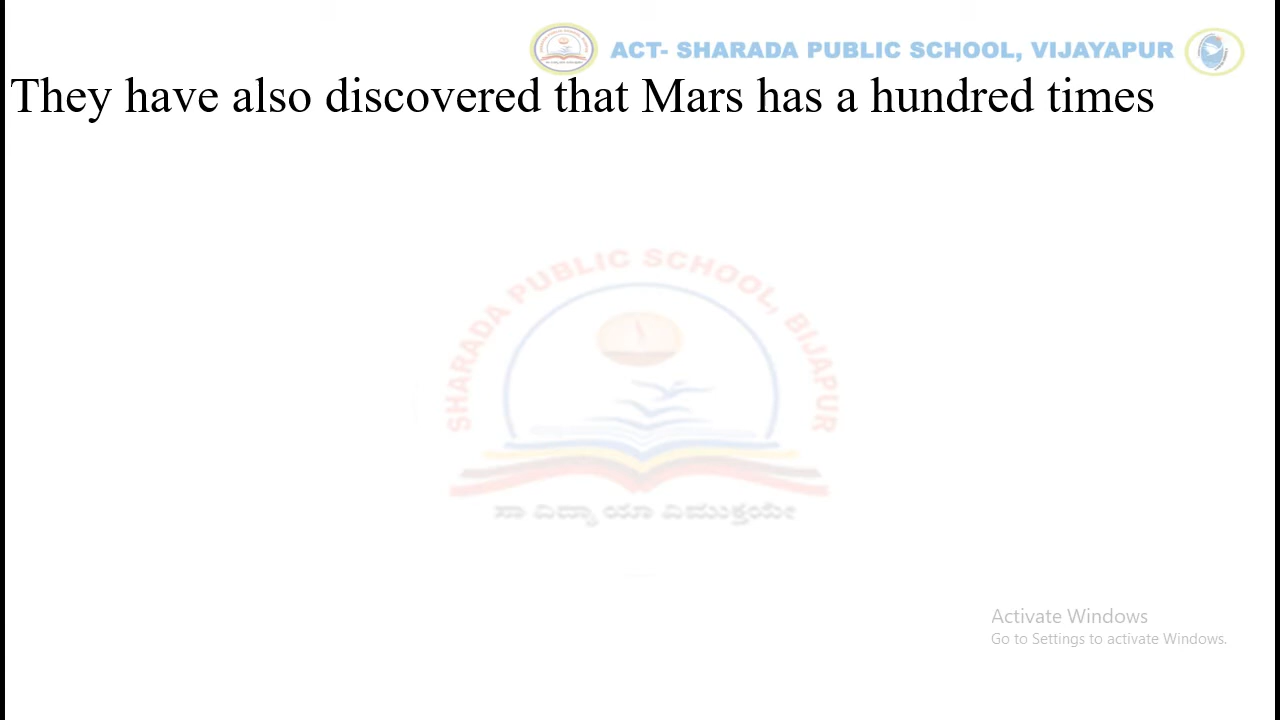 ACT- SHARADA PUBLIC SCHOOL, VIJAYAPUR
They have also discovered that Mars has a hundred times
SHARADA PUBLIC SCHOOL, BIJAPUR
ಸಾ ವಿದ್ಯಾ ಯಾ ವಿಮುಕ್ತಯೇ
Activate Windows
Go to Settings to activate Windows.